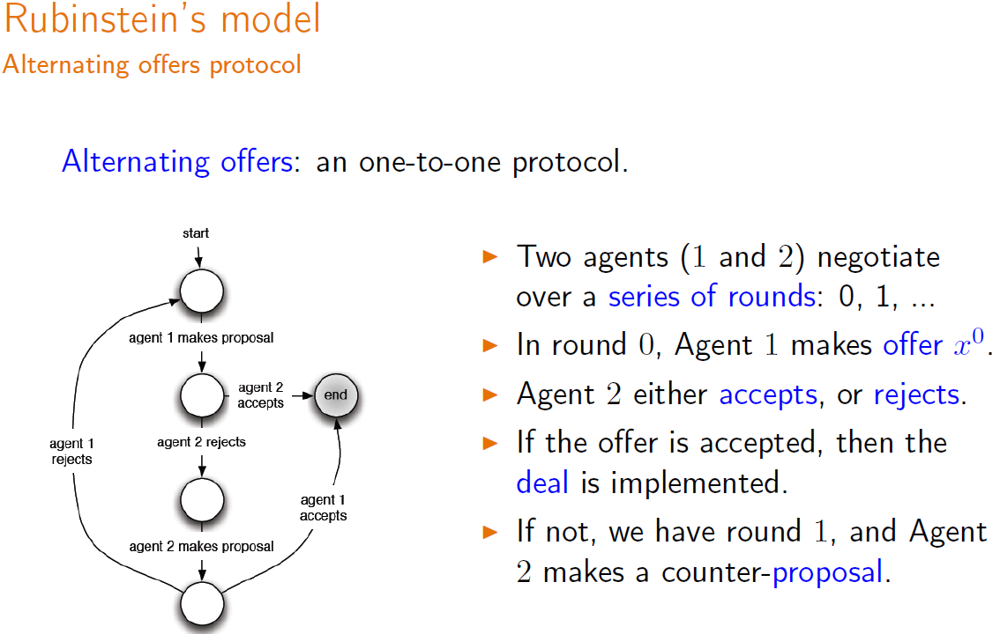 Rubinstein's model
Alternating offers protocol
Alternating offers: an one-to-one protocol.
start
agent 1 makes proposal
agent 2
accepts
end
agent 1
rejects
agent 2 rejects
agent 1
accepts
agent 2 makes proposal
Two agents (1 and 2) negotiate
over a series of rounds: 0, 1, ...
In round 0, Agent 1 makes offer x⁰.
Agent 2 either accepts, or rejects.
If the offer is accepted, then the
deal is implemented.
If not, we have round 1, and Agent
2 makes a counter-proposal.